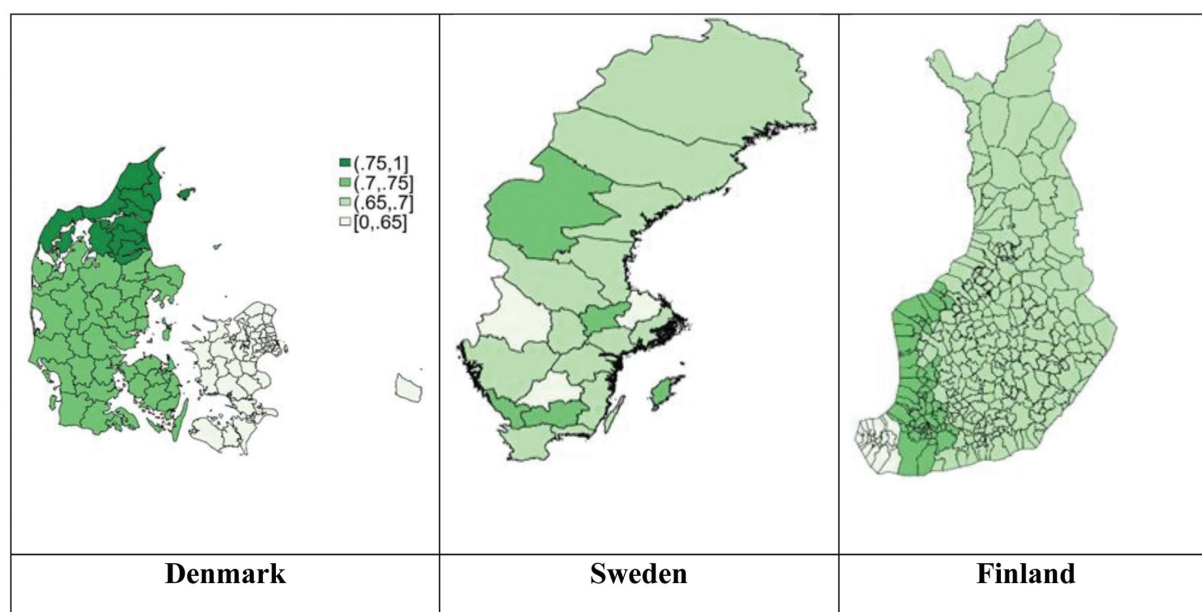 (.75,1]
(.7,.75]
(.65,.7]
[0,.65]
Denmark
Sweden
Finland